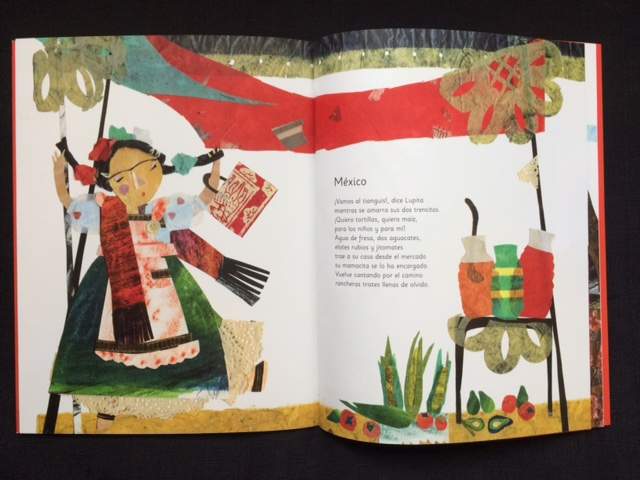 México
¡Vamos al tianguis!, dice Lupita
mientras se amarra sus dos trencitas.
¡Quiero tortillas, quiero maíz,
para los niños y para mí!
Agua de fresa, dos aguacates,
elotes rubios y jitomates
trae a su casa desde el mercado
su mamacita se lo ha encargado.
Vuelve cantando por el camino
rancheras tristes llenas de olvido.